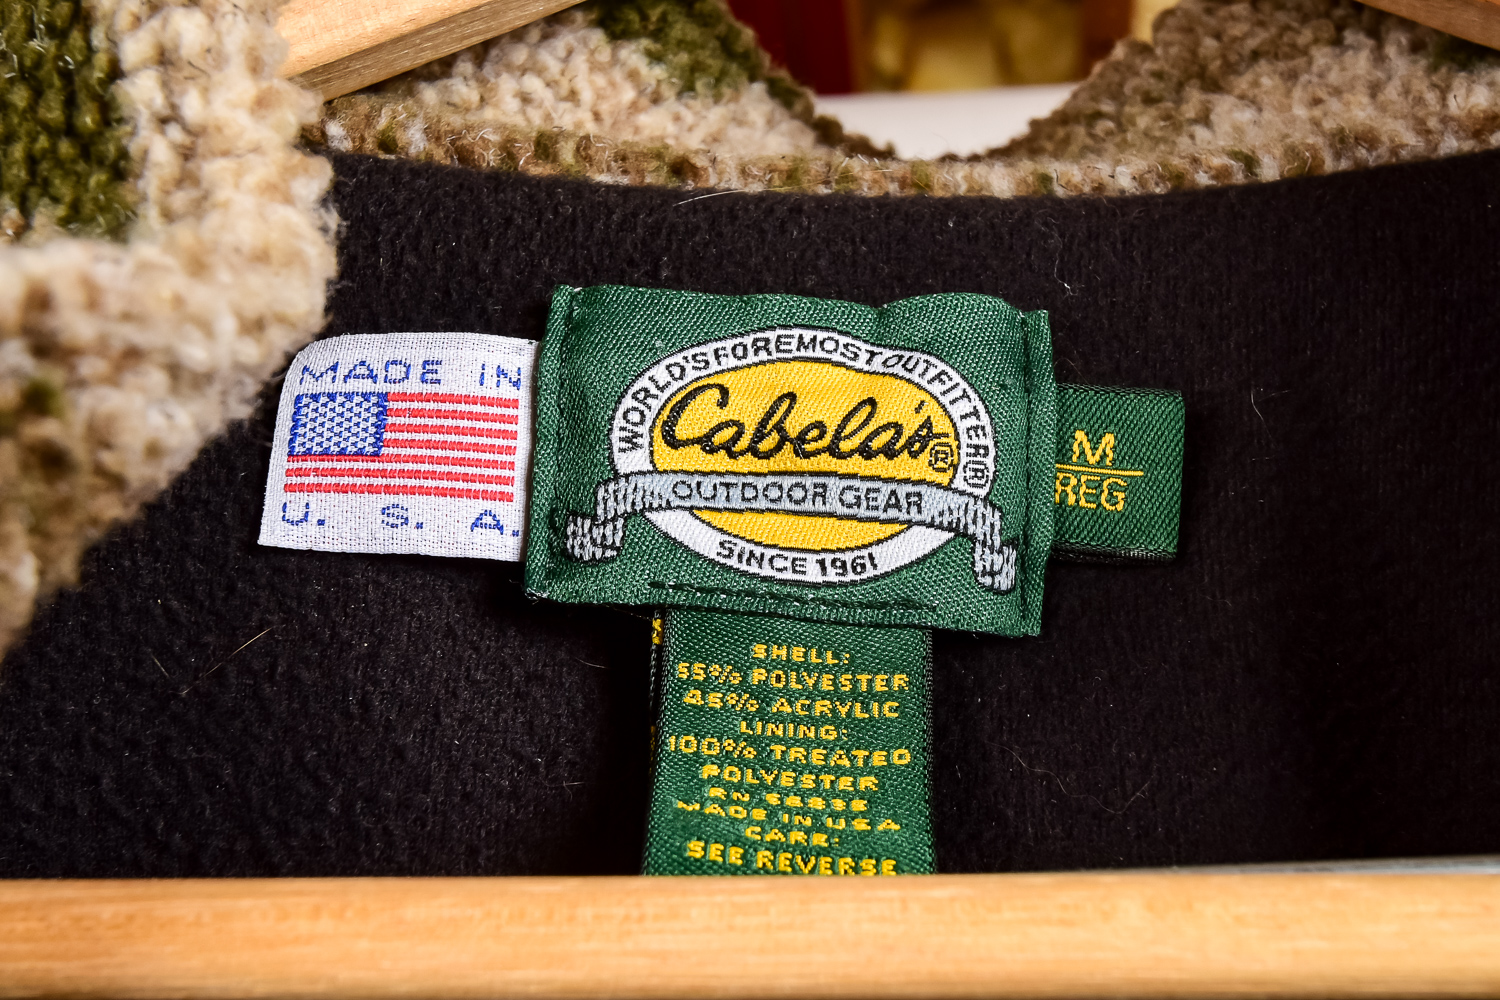 MADE IN
U. S. A.
WORLD'S FOREMOST OUTFITTER®
Cabela's®
OUTDOOR GEAR
SINCE 1961
M
REG
SHELL:
55% POLYESTER
45% ACRYLIC
LINING:
100% TREATED
POLYESTER
RN
MADE IN USA
CARE:
SEE REVERSE